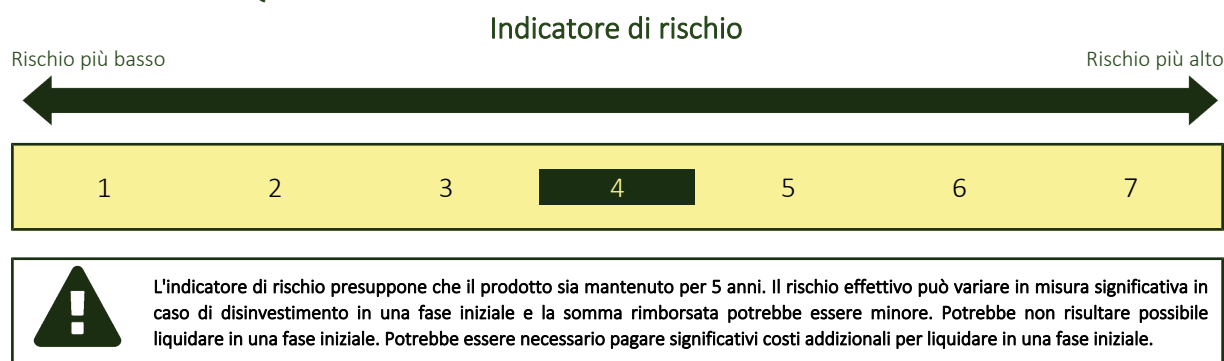 Indicatore di rischio
Rischio più basso
Rischio più alto
1 2 3 4 5 6 7
L'indicatore di rischio presuppone che il prodotto sia mantenuto per 5 anni. Il rischio effettivo può variare in misura significativa in
caso di disinvestimento in una fase iniziale e la somma rimborsata potrebbe essere minore. Potrebbe non risultare possibile
liquidare in una fase iniziale. Potrebbe essere necessario pagare significativi costi addizionali per liquidare in una fase iniziale.